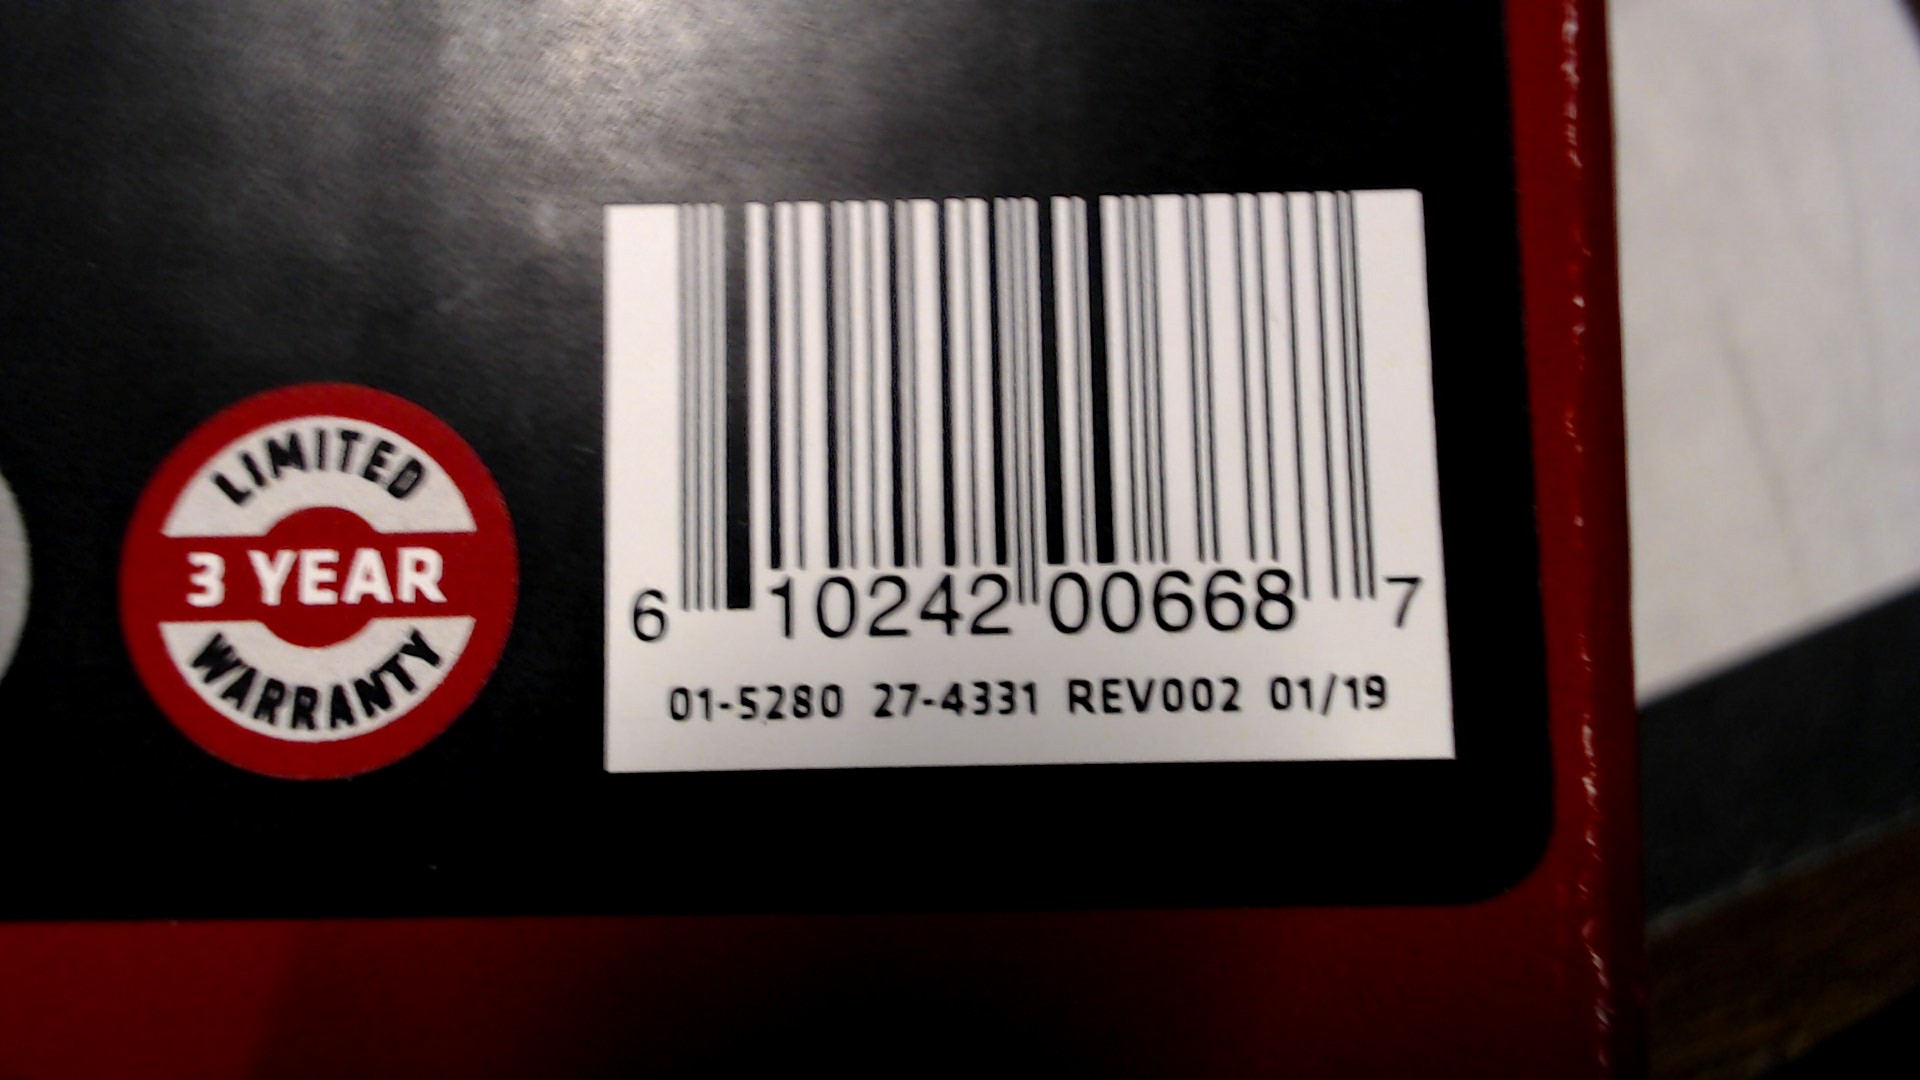 LIMITED
3 YEAR
WARRANTY
6 10242 00668 7
01-5280 27-4331 REV002 01/19